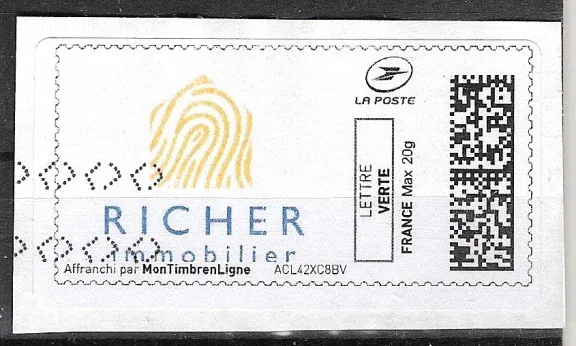 LA POSTE
RICHER
immobilier
LETTRE
VERTE
FRANCE Max 20g
Affranchi par MonTimbrenLigne ACL42XC8BV